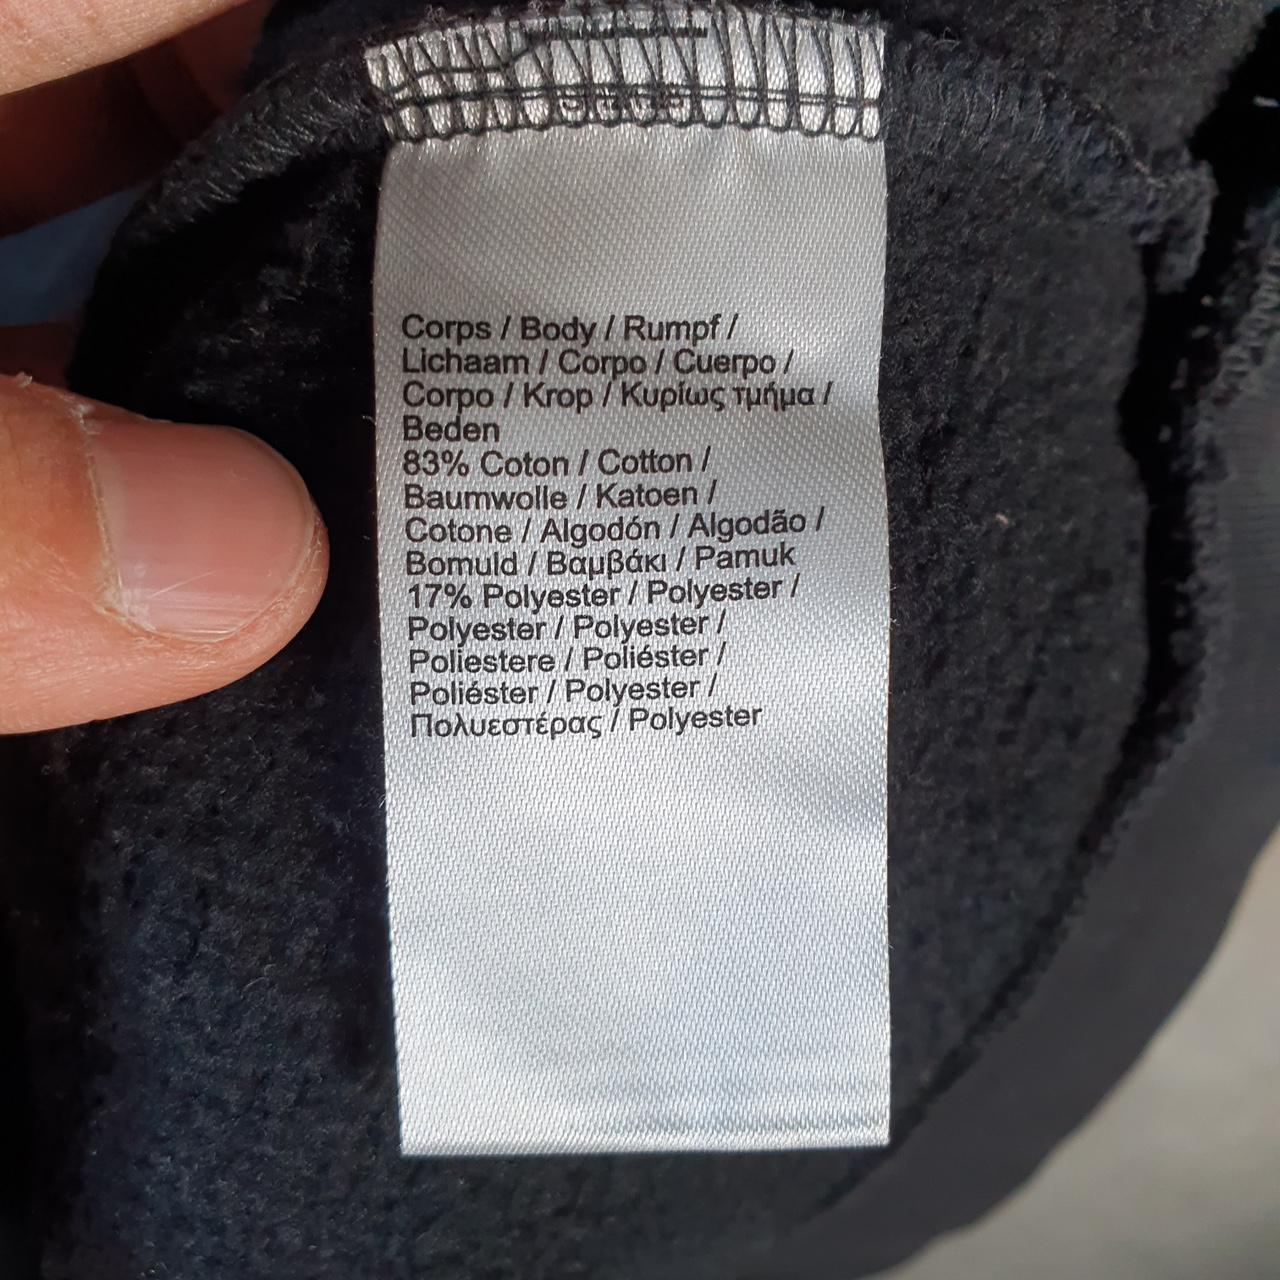 Corps / Body / Rumpf /
Lichaam / Corpo / Cuerpo /
Corpo / Krop / Κυρίως τμήμα /
Beden
83% Coton / Cotton /
Baumwolle / Katoen /
Cotone / Algodón / Algodão /
Bomuld / Βαμβάκι / Pamuk
17% Polyester / Polyester /
Polyester / Polyester /
Poliestere / Poliéster /
Poliéster / Polyester /
Πολυεστέρας / Polyester